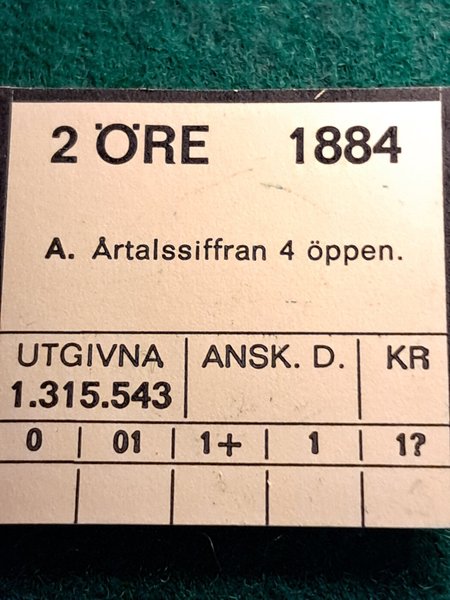 2 ÖRE 1884
A. Årtalssiffran 4 öppen.
UTGIVNA ANSK. D. KR
1.315.543
0 01 1+ 1 1?